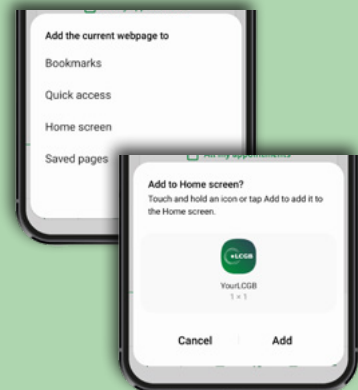 Add the current webpage to
Bookmarks
Quick access
Home screen
Saved pages
All my appointments
Add to Home screen?
Touch and hold an icon or tap Add to add it to
the Home screen.
LCGB
YourLCGB
1 × 1
Cancel
Add